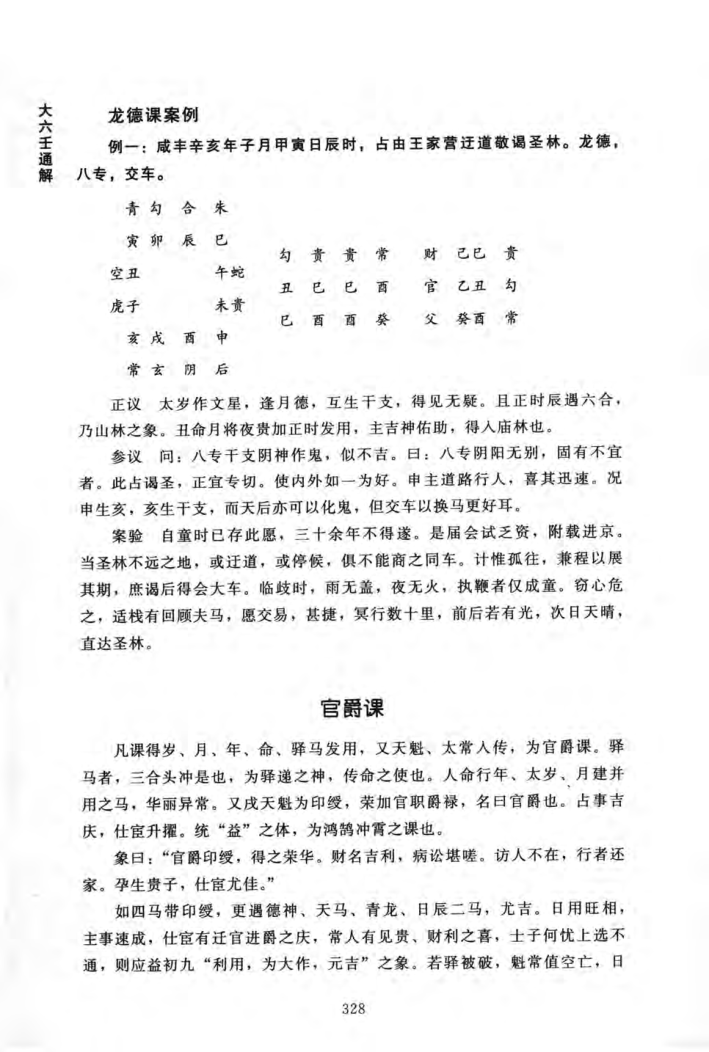 大六壬通解
龙德课案例
例一：咸丰辛亥年子月甲寅日辰时，占由王家营迂道敬谒圣林。龙德，
八专，交车。
青 勾 合 朱
寅 卯 辰 巳
勾 贵 贵 常 财 己巳 贵
空丑 午蛇
丑 巳 巳 酉 官 乙丑 勾
虎子 未贵
巳 酉 酉 癸 父 癸酉 常
亥 戌 酉 申
常 玄 阴 后
正议 太岁作文星，逢月德，互生干支，得见无疑。且正时辰遇六合，
乃山林之象。丑命月将夜贵加正时发用，主吉神佑助，得人庙林也。
参议 问：八专干支阴神作鬼，似不吉。曰：八专阴阳无别，固有不宜
者。此占谒圣，正宜专切。使内外如一为好。申主道路行人，喜其迅速。况
申生亥，亥生干支，而天后亦可以化鬼，但交车以换马更好耳。
案验 自童时已存此愿，三十余年不得遂。是届会试乏资，附载进京。
当圣林不远之地，或迂道，或停候，俱不能商之同车。计惟孤往，兼程以展
其期，庶谒后得会大车。临歧时，雨无盖，夜无火，执鞭者仅成童。窃心危
之，适栈有回顾夫马，愿交易，甚捷，冥行数十里，前后若有光，次日天晴，
直达圣林。
官爵课
凡课得岁、月、年、命、驿马发用，又天魁、太常人传，为官爵课。驿
马者，三合头冲是也，为驿递之神，传命之使也。人命行年、太岁、月建并
用之马，华丽异常。又戌天魁为印绶，荣加官职爵禄，名曰官爵也。占事吉
庆，仕宦升擢。统“益”之体，为鸿鹄冲霄之课也。
象曰：“官爵印绶，得之荣华。财名吉利，病讼堪嗟。访人不在，行者还
家。孕生贵子，仕宦尤佳。”
如四马带印绶，更遇德神、天马、青龙、日辰二马，尤吉。日用旺相，
主事速成，仕宦有迁官进爵之庆，常人有见贵、财利之喜，士子何忧上选不
通，则应益初九“利用，为大作，元吉”之象。若驿被破，魁常值空亡，日
328